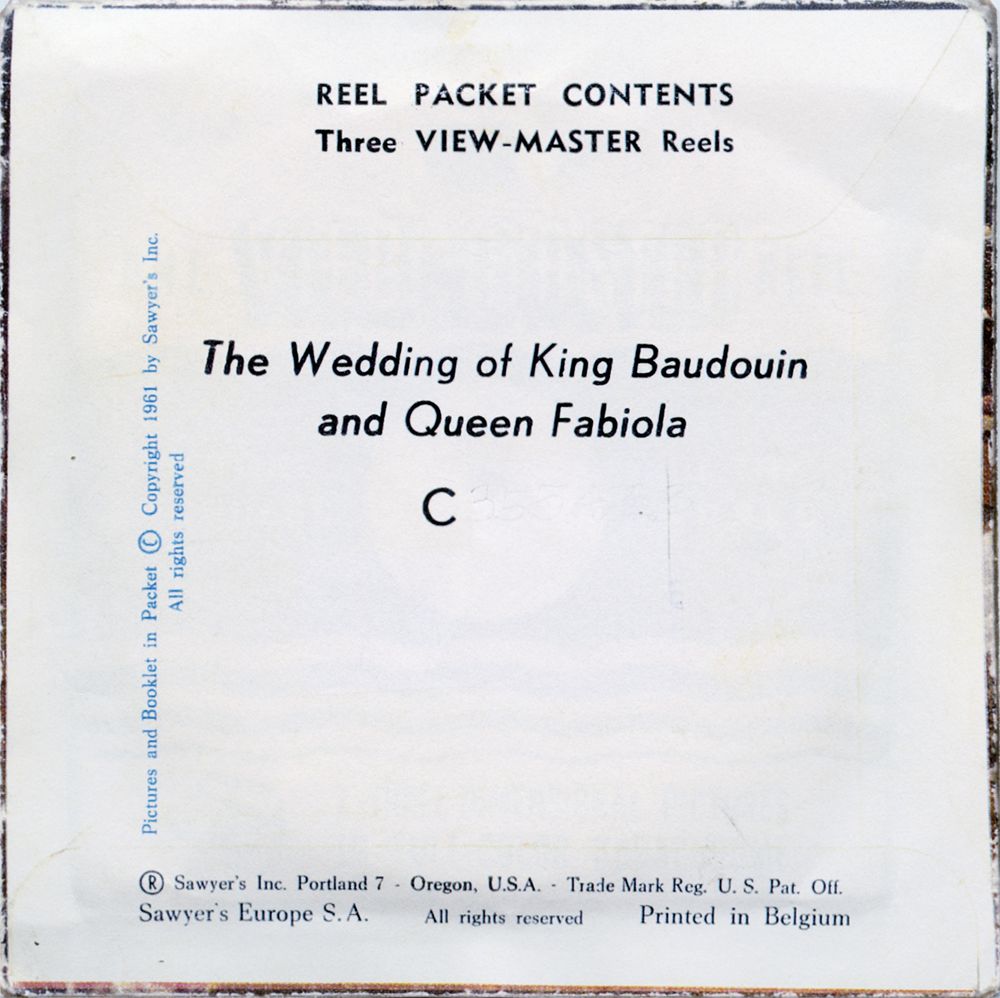 REEL PACKET CONTENTS
Three VIEW-MASTER Reels
The Wedding of King Baudouin
and Queen Fabiola
C
Pictures and Booklet in Packet © Copyright 1961 by Sawyer's Inc.
All rights reserved
® Sawyer's Inc. Portland 7 - Oregon, U.S.A. - Trade Mark Reg. U. S. Pat. Off.
Sawyer's Europe S.A. All rights reserved Printed in Belgium